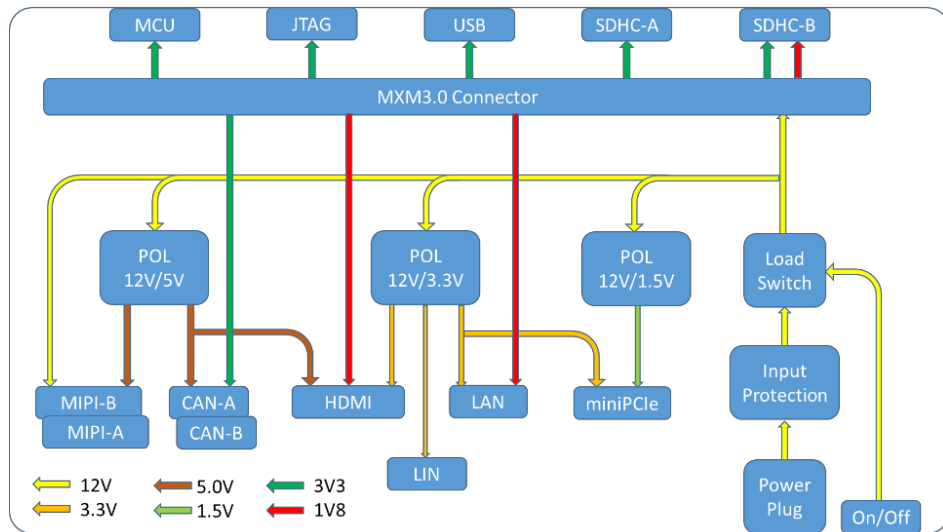 MCU
JTAG
USB
SDHC-A
SDHC-B
MXM3.0 Connector
POL
12V/5V
POL
12V/3.3V
POL
12V/1.5V
Load
Switch
Input
Protection
MIPI-B
MIPI-A
CAN-A
CAN-B
HDMI
LAN
miniPCIe
LIN
Power
Plug
On/Off
12V
5.0V
3V3
3.3V
1.5V
1V8